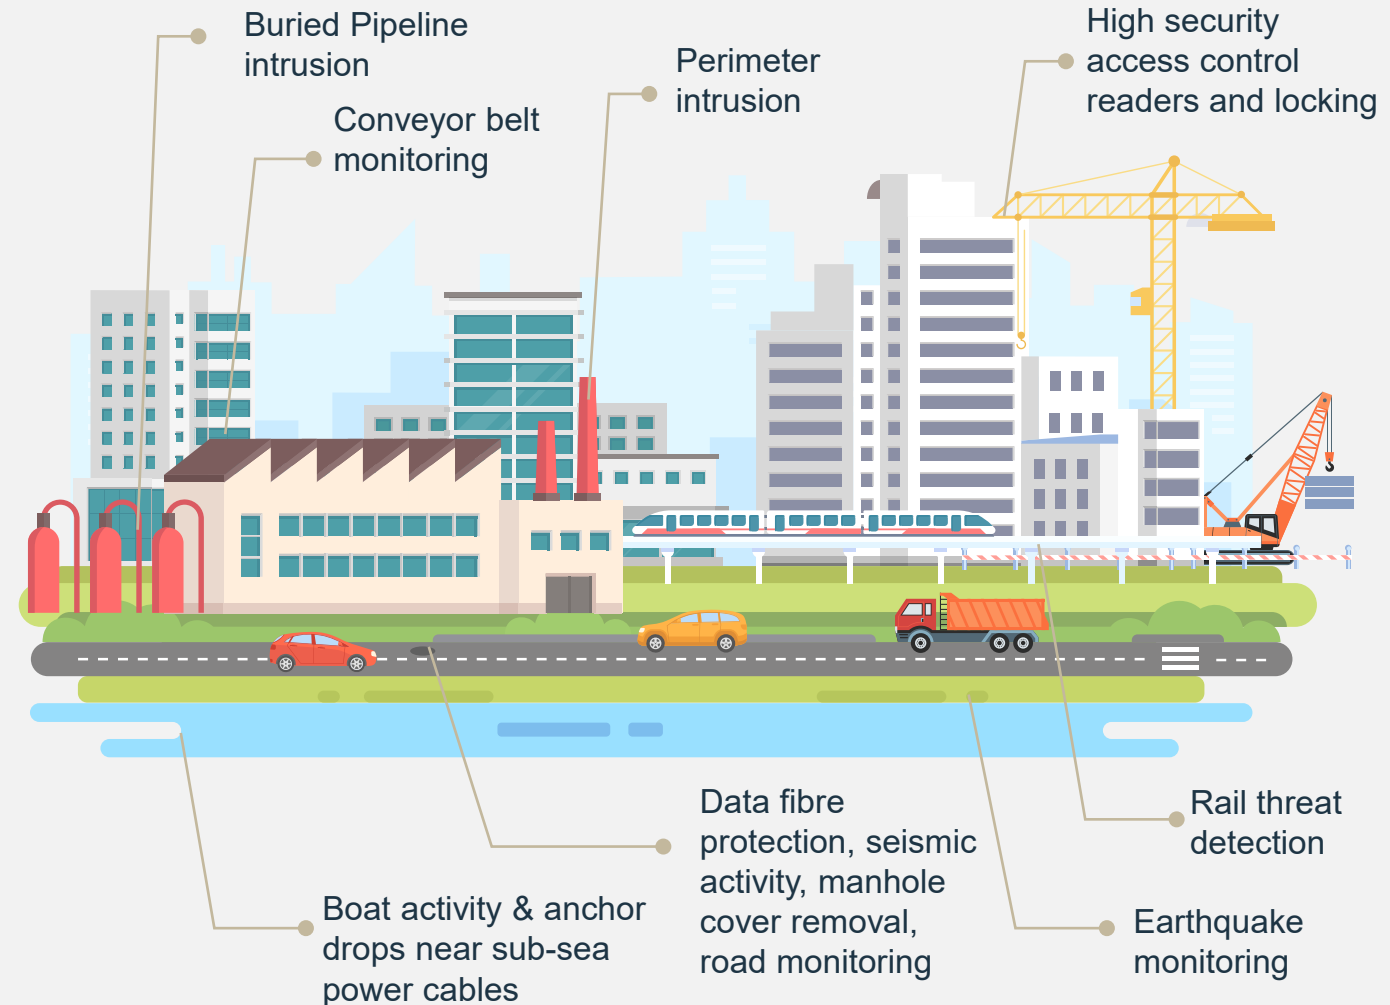 Buried Pipeline
intrusion
Conveyor belt
monitoring
Perimeter
intrusion
High security
access control
readers and locking
Data fibre
protection, seismic
activity, manhole
cover removal,
road monitoring
Rail threat
detection
Boat activity & anchor
drops near sub-sea
power cables
Earthquake
monitoring